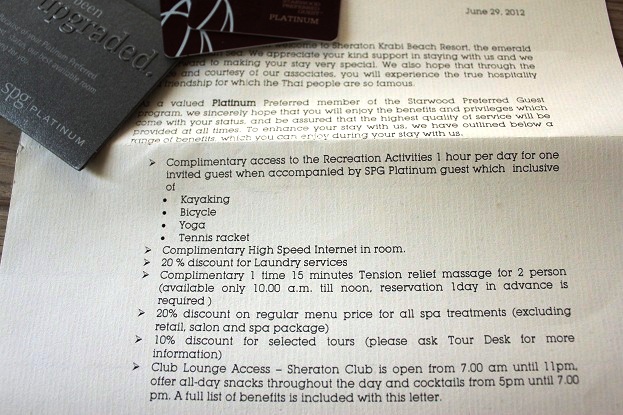 been
upgraded
spg PLATINUM
PLATINUM
June 29, 2012
welcome to Sheraton Krabi Beach Resort, the emerald
sea. We appreciate your kind support in staying with us and we
to making your stay very special. We also hope that through the
and courtesy of our associates, you will experience the true hospitality
friendship for which the Thai people are so famous.
a valued Platinum Preferred member of the Starwood Preferred Guest
program, we sincerely hope that you will enjoy the benefits and privileges which
come with your status, and be assured that the highest quality of service will be
provided at all times. To enhance your stay with us, we have outlined below a
range of benefits, which you can enjoy during your stay with us.
➢ Complimentary access to the Recreation Activities 1 hour per day for one
invited guest when accompanied by SPG Platinum guest which inclusive
of
• Kayaking
• Bicycle
• Yoga
• Tennis racket
➢ Complimentary High Speed Internet in room.
➢ 20 % discount for Laundry services
➢ Complimentary 1 time 15 minutes Tension relief massage for 2 person
(available only 10.00 a.m. till noon, reservation 1day in advance is
required )
➢ 20% discount on regular menu price for all spa treatments (excluding
retail, salon and spa package)
➢ 10% discount for selected tours (please ask Tour Desk for more
information)
➢ Club Lounge Access – Sheraton Club is open from 7.00 am until 11pm,
offer all-day snacks throughout the day and cocktails from 5pm until 7.00
pm. A full list of benefits is included with this letter.